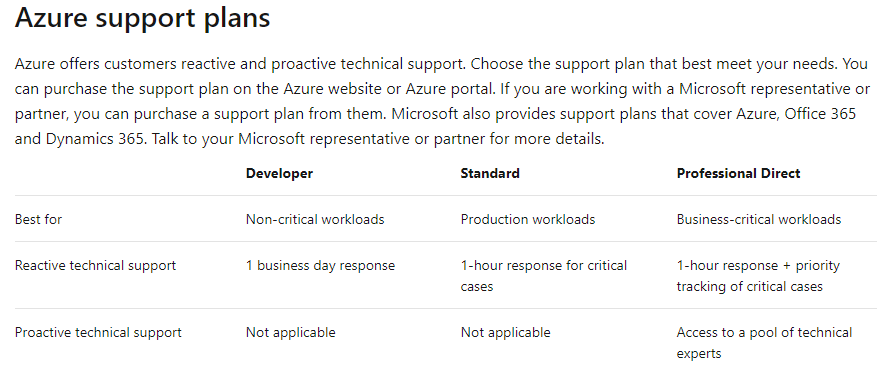 Azure support plans
Azure offers customers reactive and proactive technical support. Choose the support plan that best meet your needs. You
can purchase the support plan on the Azure website or Azure portal. If you are working with a Microsoft representative or
partner, you can purchase a support plan from them. Microsoft also provides support plans that cover Azure, Office 365
and Dynamics 365. Talk to your Microsoft representative or partner for more details.
Developer Standard Professional Direct
Best for Non-critical workloads Production workloads Business-critical workloads
Reactive technical support 1 business day response 1-hour response for critical 1-hour response + priority
cases tracking of critical cases
Proactive technical support Not applicable Not applicable Access to a pool of technical
experts